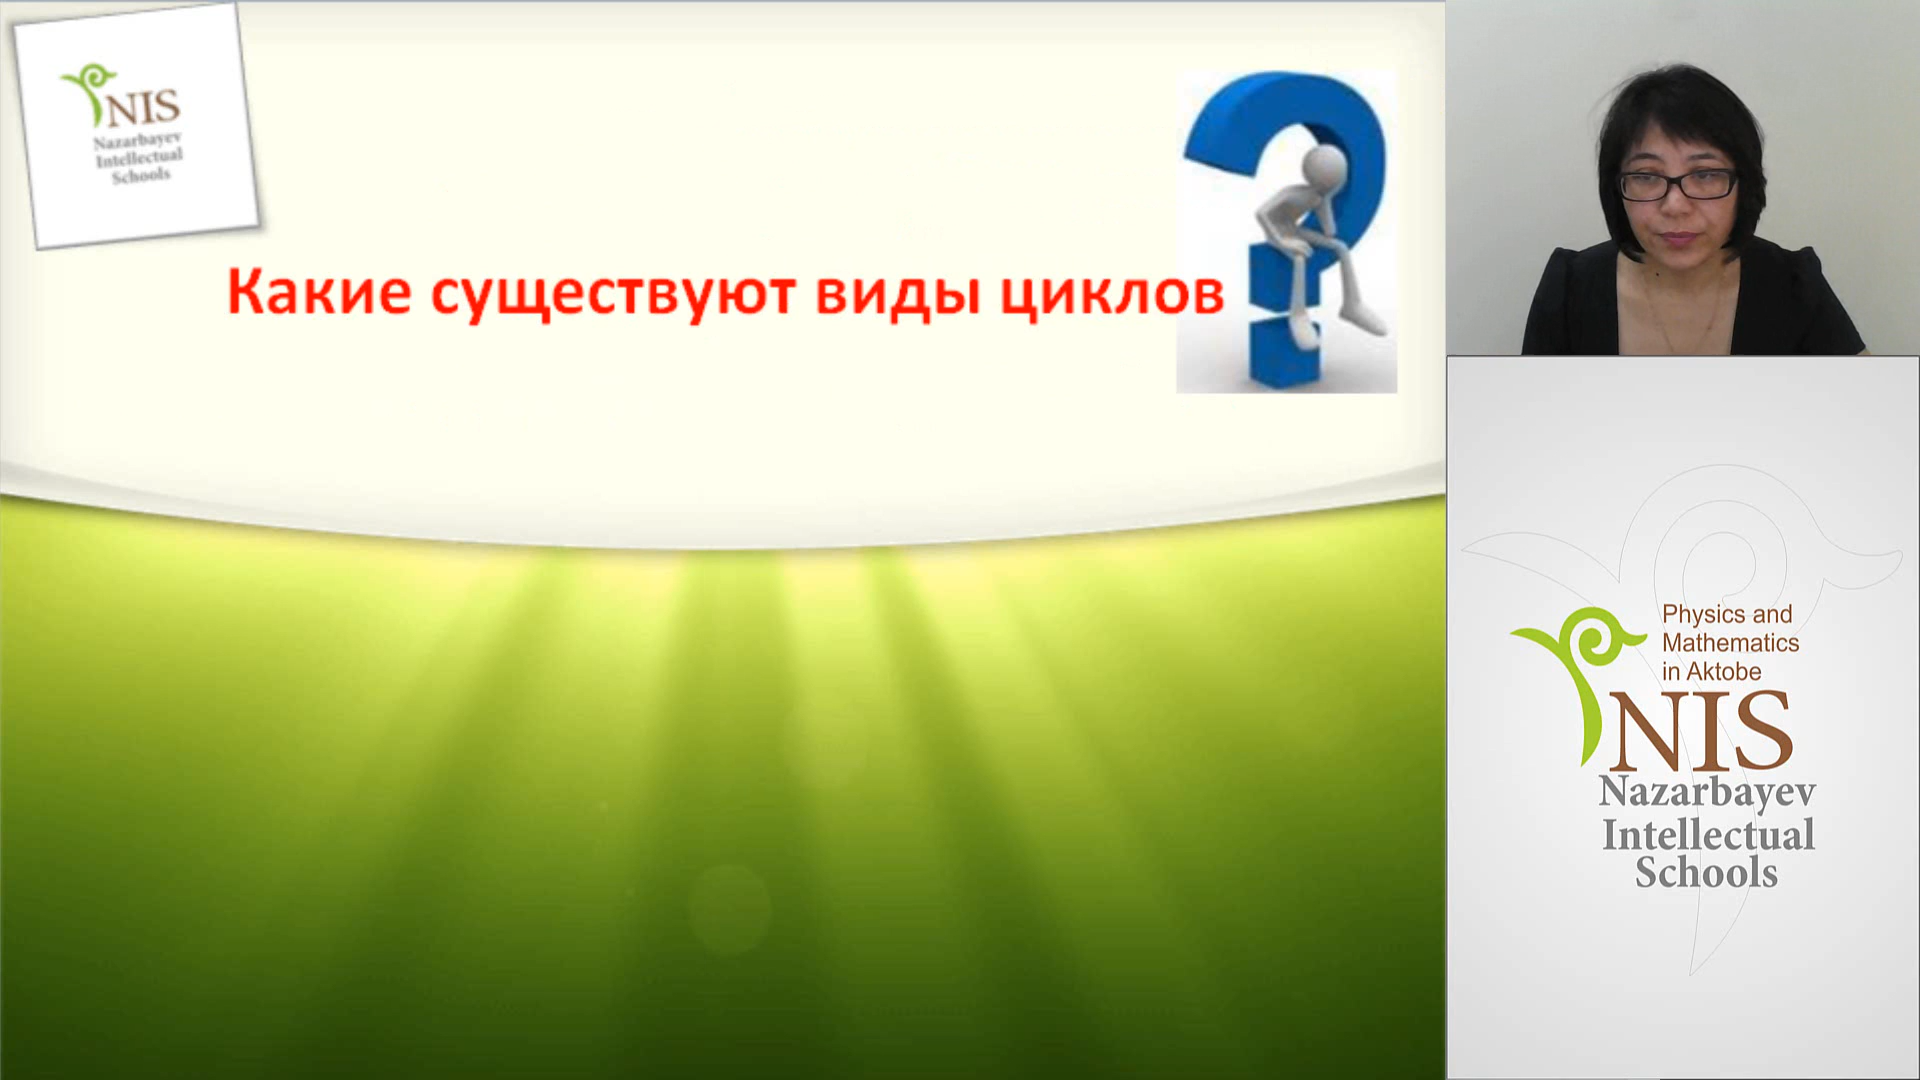 NIS
Nazarbayev
Intellectual
Schools
Какие существуют виды циклов
Physics and
Mathematics
in Aktobe
NIS
Nazarbayev
Intellectual
Schools